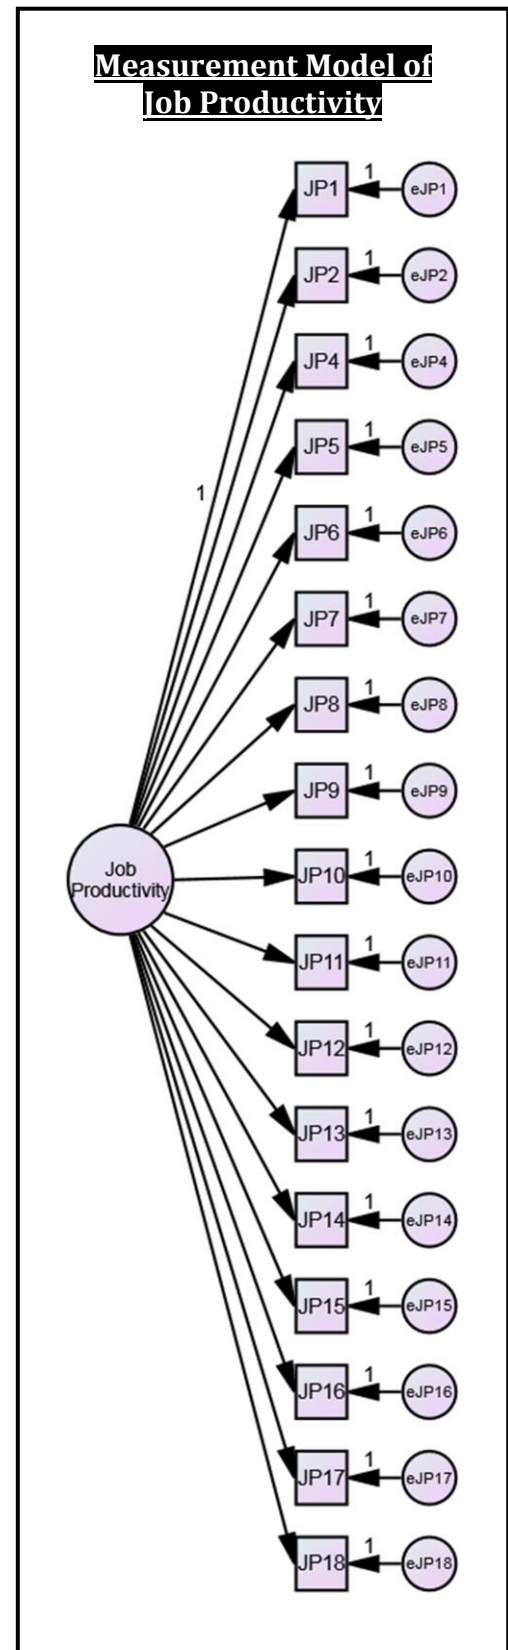 Measurement Model of
Job Productivity
JP1 1 eJP1
JP2 1 eJP2
JP4 1 eJP4
JP5 1 eJP5
1
JP6 1 eJP6
JP7 1 eJP7
JP8 1 eJP8
JP9 1 eJP9
Job
Productivity
JP10 1 eJP10
JP11 1 eJP11
JP12 1 eJP12
JP13 1 eJP13
JP14 1 eJP14
JP15 1 eJP15
JP16 1 eJP16
JP17 1 eJP17
JP18 1 eJP18